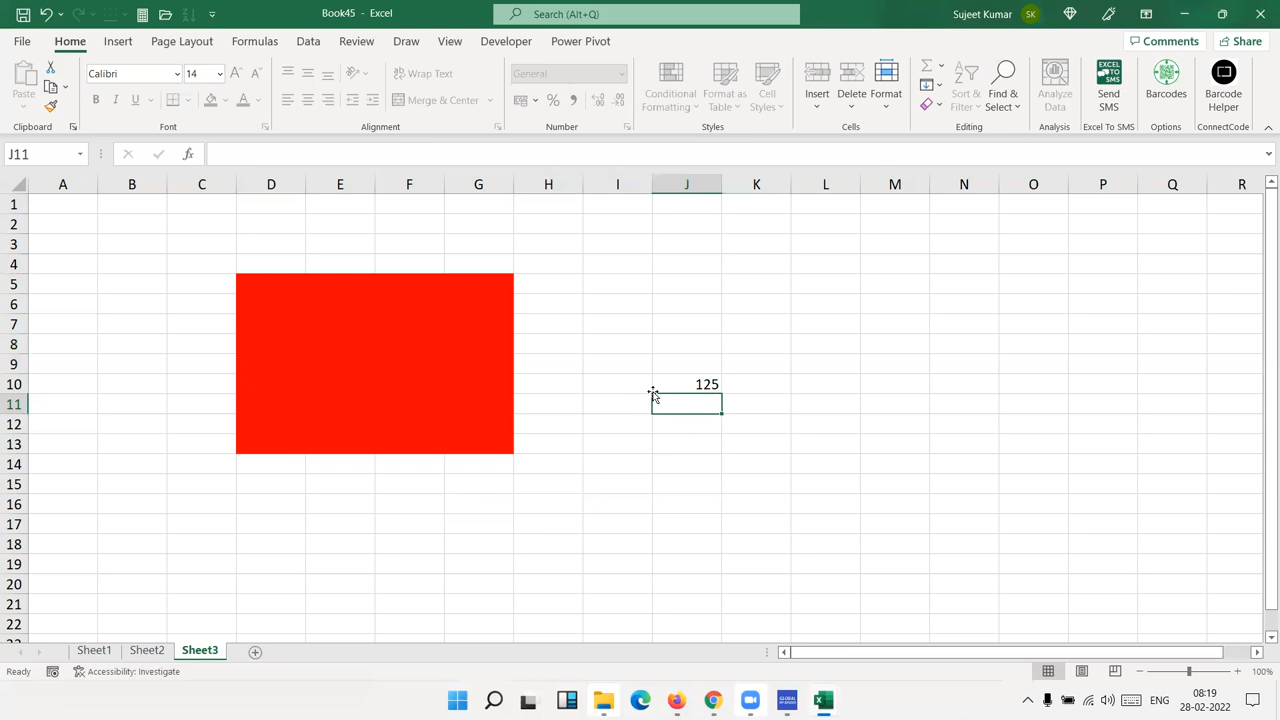 Book45 - Excel
Search (Alt+Q)
Sujeet Kumar
SK
File Home Insert Page Layout Formulas Data Review View Draw Developer Power Pivot
Comments
Share
Paste
Calibri
14
Wrap Text
Merge & Center
General
Conditional Formatting
Format as Table
Cell Styles
Insert
Delete
Format
Sort & Filter
Find & Select
Analyze Data
Excel to SMS
Send SMS
Barcodes
Barcode Helper
Clipboard
Font
Alignment
Number
Styles
Cells
Editing
Analysis
Excel To SMS
Options
ConnectCode
J11
fx
A B C D E F G H I J K L M N O P Q R
1
2
3
4
5
6
7
8
9
10 125
11
12
13
14
15
16
17
18
19
20
21
22
Sheet1 Sheet2 Sheet3
Ready
Accessibility: Investigate
100%
ENG
08:19
28-02-2022